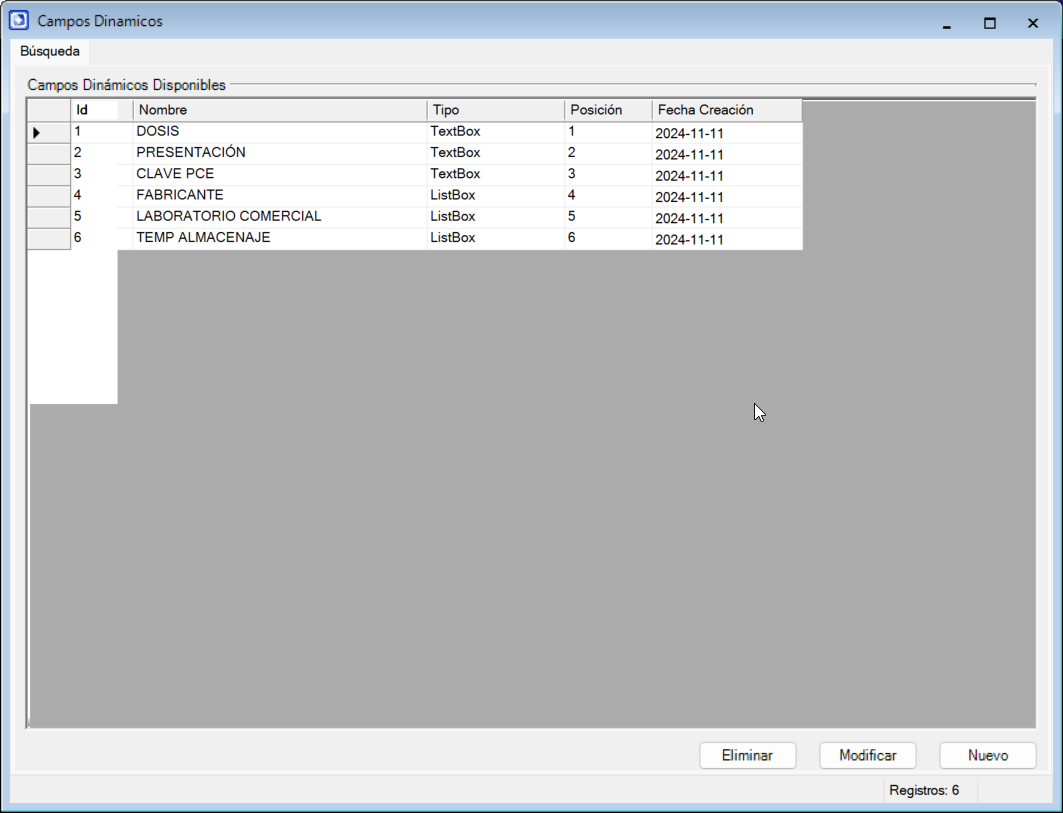 Campos Dinamicos
Búsqueda
Campos Dinámicos Disponibles
Id Nombre Tipo Posición Fecha Creación
1 DOSIS TextBox 1 2024-11-11
2 PRESENTACIÓN TextBox 2 2024-11-11
3 CLAVE PCE TextBox 3 2024-11-11
4 FABRICANTE ListBox 4 2024-11-11
5 LABORATORIO COMERCIAL ListBox 5 2024-11-11
6 TEMP ALMACENAJE ListBox 6 2024-11-11
Eliminar Modificar Nuevo
Registros: 6